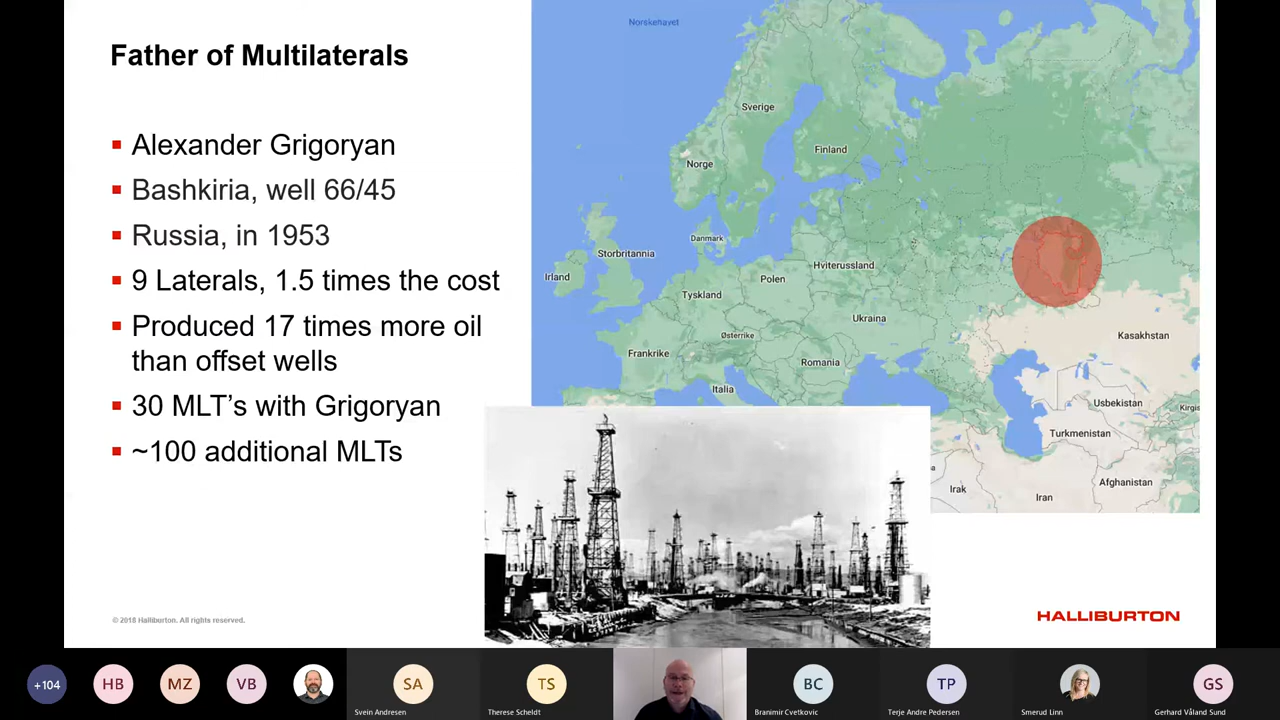 Father of Multilaterals
Alexander Grigoryan
Bashkiria, well 66/45
Russia, in 1953
9 Laterals, 1.5 times the cost
Produced 17 times more oil
than offset wells
30 MLT's with Grigoryan
~100 additional MLTs
Norskehavet
Sverige
Finland
Norge
Danmark
Storbritannia
Irland
Hviterussland
Polen
Tyskland
Ukraina
Østerrike
Kasakhstan
Frankrike
Romania
Italia
Usbekistan
Kirgis
Turkmenistan
Afghanistan
Irak
Iran
© 2018 Halliburton. All rights reserved.
HALLIBURTON
+104
HB
MZ
VB
SA
TS
BC
TP
GS
Svein Andresen
Therese Scheldt
Branimir Cvetkovic
Terje Andre Pedersen
Smerud Linn
Gerhard Våland Sund